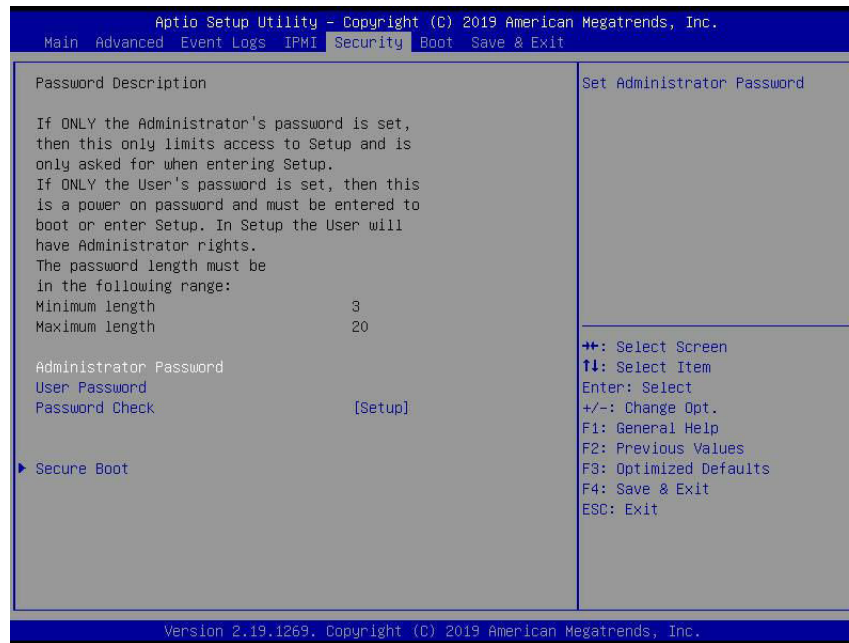 Aptio Setup Utility – Copyright (C) 2019 American Megatrends, Inc.
Main Advanced Event Logs IPMI Security Boot Save & Exit
Password Description
If ONLY the Administrator's password is set,
then this only limits access to Setup and is
only asked for when entering Setup.
If ONLY the User's password is set, then this
is a power on password and must be entered to
boot or enter Setup. In Setup the User will
have Administrator rights.
The password length must be
in the following range:
Minimum length 3
Maximum length 20
Administrator Password
User Password
Password Check [Setup]
Secure Boot
Set Administrator Password
→←: Select Screen
↑↓: Select Item
Enter: Select
+/-: Change Opt.
F1: General Help
F2: Previous Values
F3: Optimized Defaults
F4: Save & Exit
ESC: Exit
Version 2.19.1269. Copyright (C) 2019 American Megatrends, Inc.